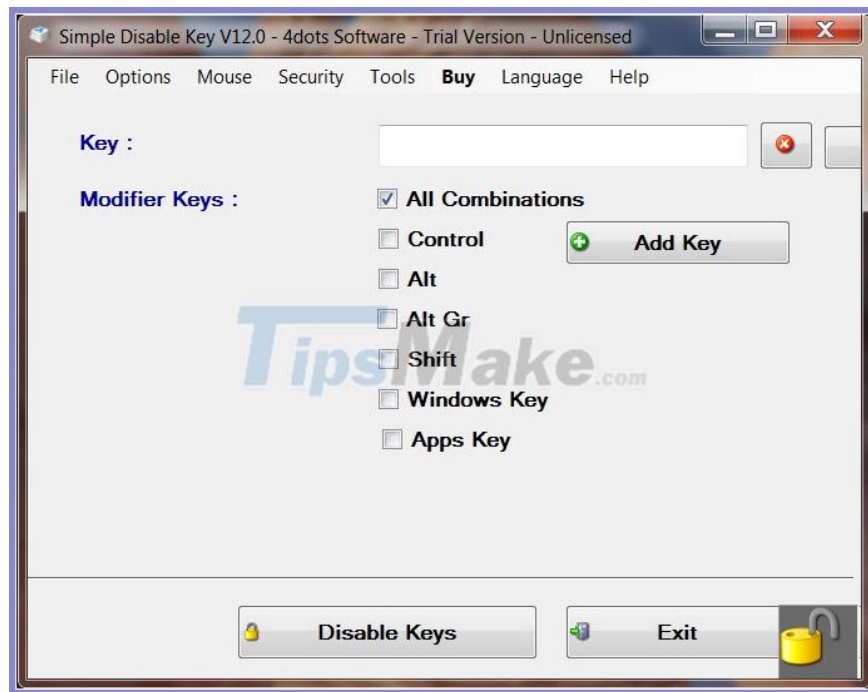 Simple Disable Key V12.0 - 4dots Software - Trial Version - Unlicensed
File Options Mouse Security Tools Buy Language Help
Key :
Modifier Keys : All Combinations
Control Add Key
Alt
Alt Gr
Shift
TipsMake.com
Windows Key
Apps Key
Disable Keys Exit